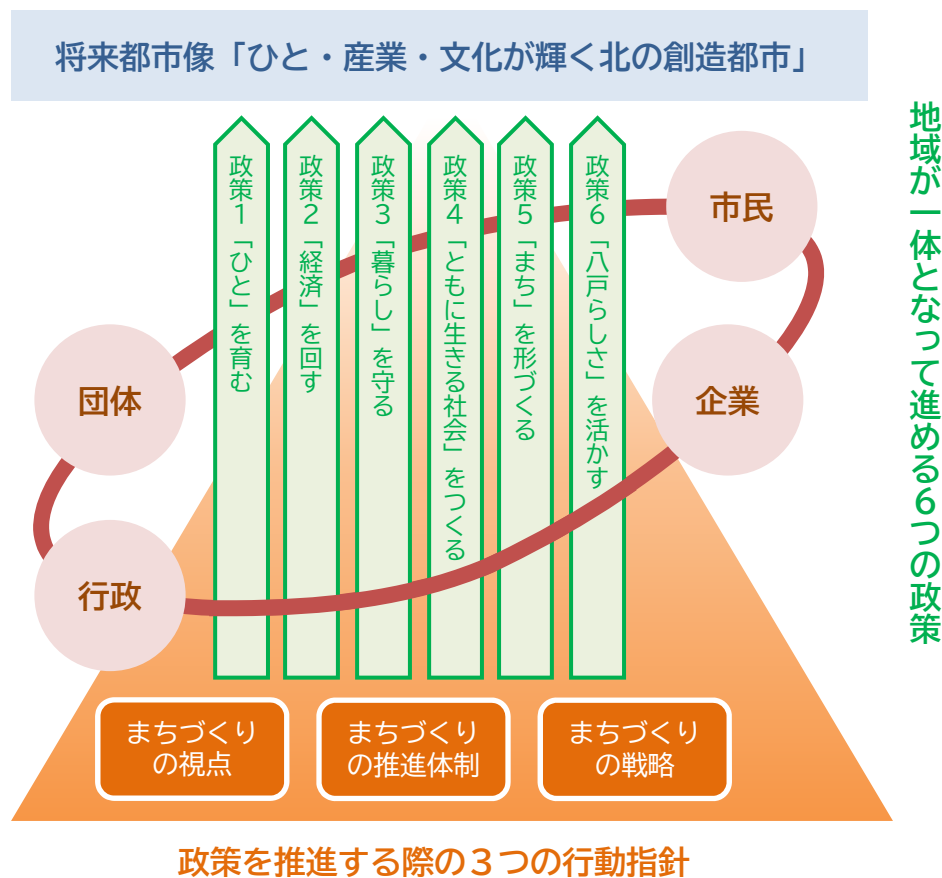 将来都市像「ひと・産業・文化が輝く北の創造都市」
政策1「ひと」を育む
政策2「経済」を回す
政策3「暮らし」を守る
政策4「ともに生きる社会」をつくる
政策5「まち」を形づくる
政策6「八戸らしさ」を活かす
市民
企業
団体
行政
地域が一体となって進める6つの政策
まちづくり
の視点
まちづくり
の推進体制
まちづくり
の戦略
政策を推進する際の3つの行動指針